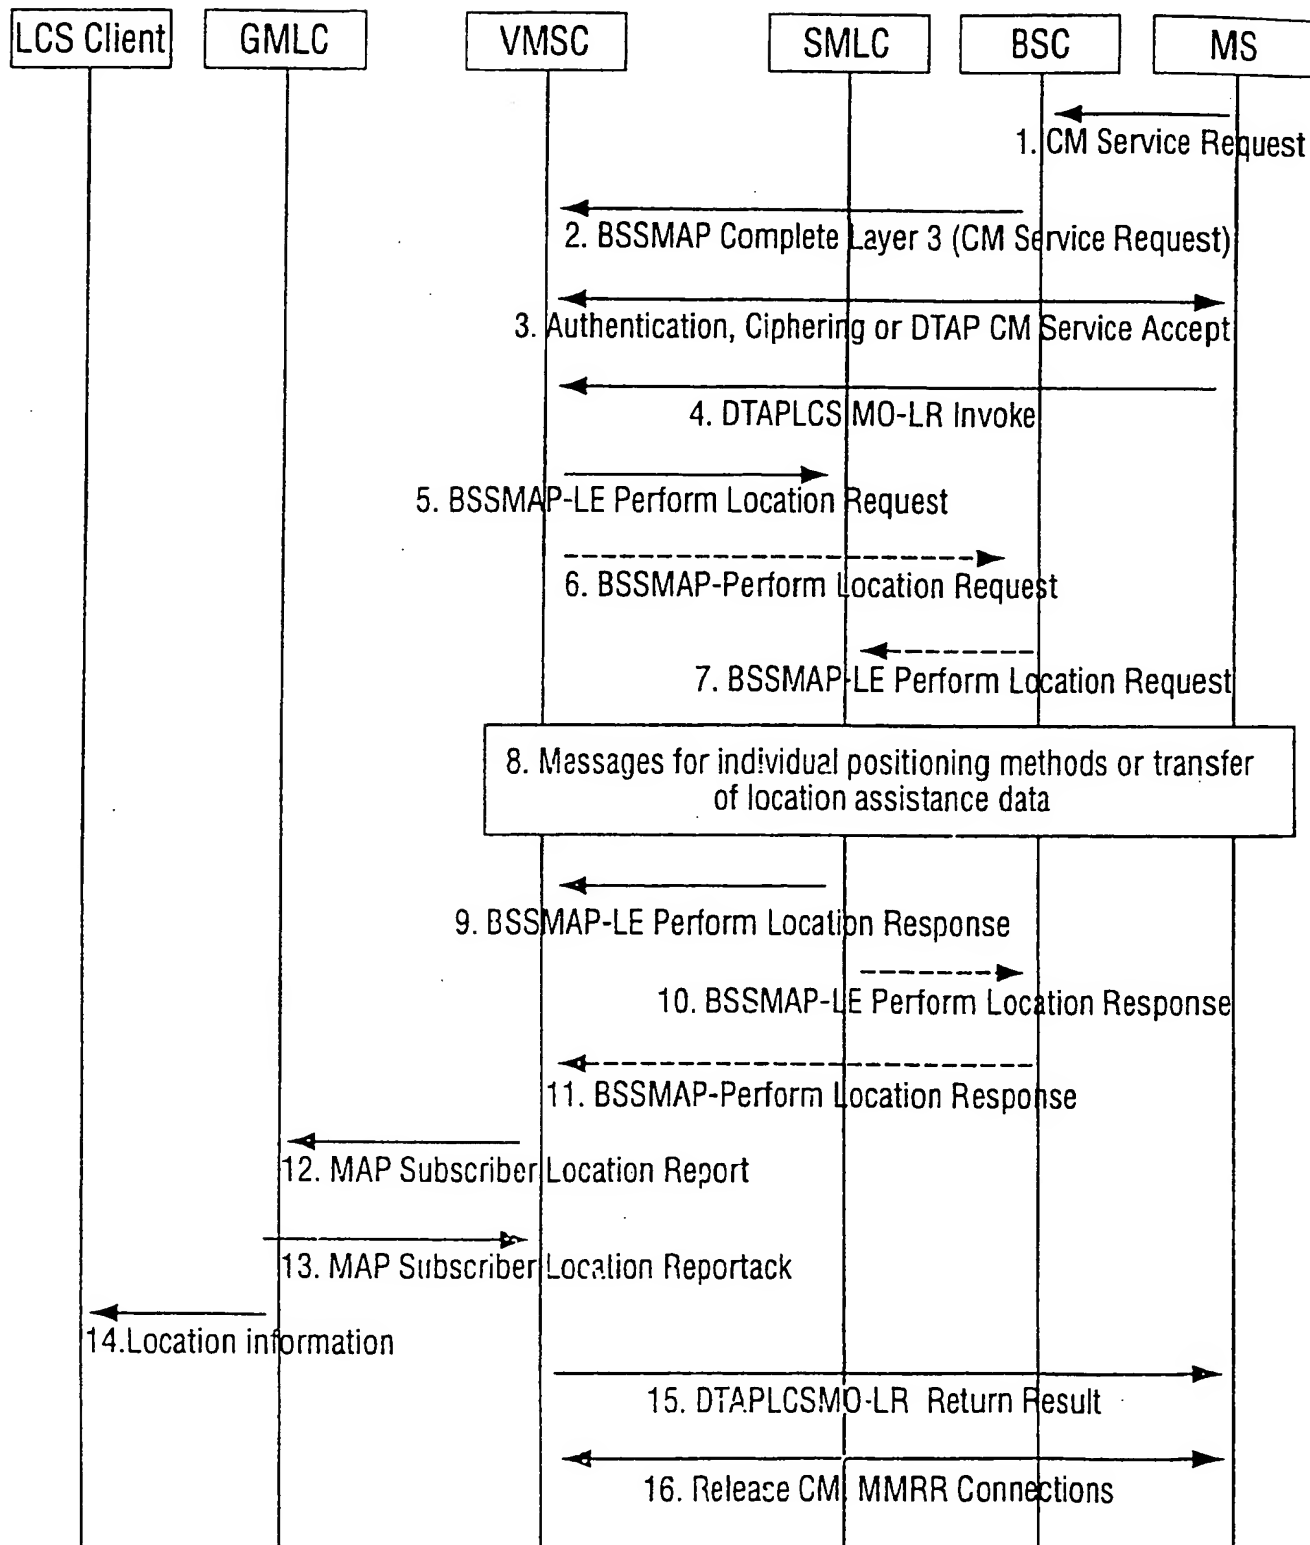 LCS Client GMLC VMSC SMLC BSC MS
1. CM Service Request
2. BSSMAP Complete Layer 3 (CM Service Request)
3. Authentication, Ciphering or DTAP CM Service Accept
4. DTAPLCS MO-LR Invoke
5. BSSMAP-LE Perform Location Request
6. BSSMAP-Perform Location Request
7. BSSMAP-LE Perform Location Request
8. Messages for individual positioning methods or transfer
of location assistance data
9. BSSMAP-LE Perform Location Response
10. BSSMAP-LE Perform Location Response
11. BSSMAP-Perform Location Response
12. MAP Subscriber Location Report
13. MAP Subscriber Location Reportack
14.Location information
15. DTAPLCSMO-LR Return Result
16. Release CM, MMRR Connections